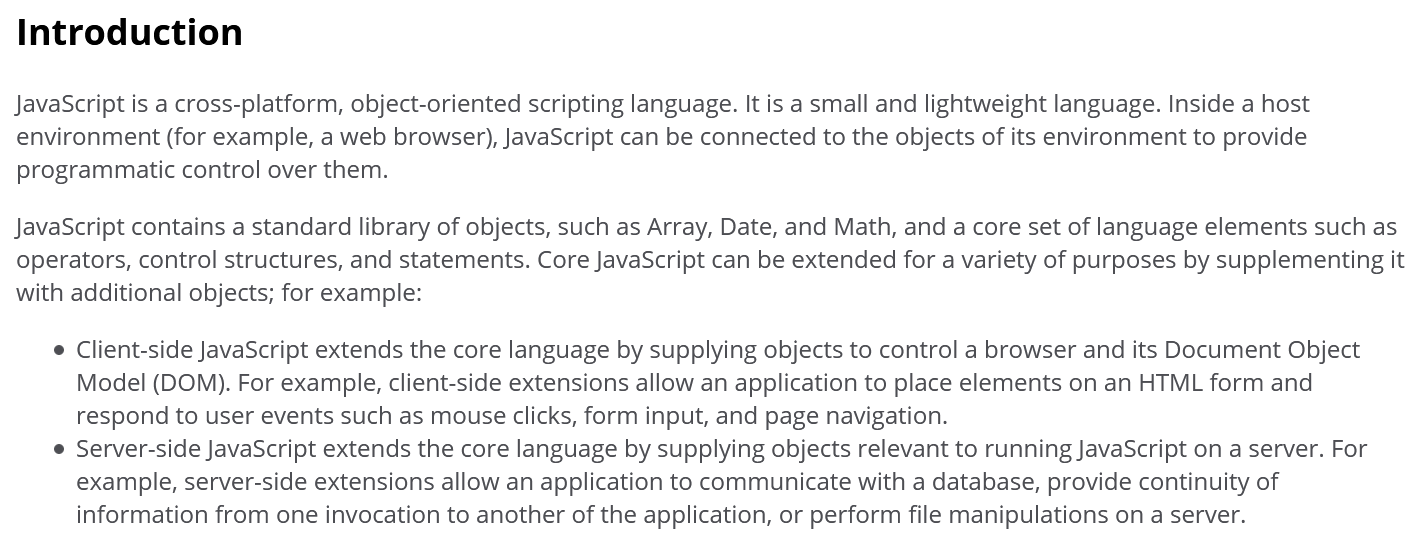 Introduction
JavaScript is a cross-platform, object-oriented scripting language. It is a small and lightweight language. Inside a host
environment (for example, a web browser), JavaScript can be connected to the objects of its environment to provide
programmatic control over them.
JavaScript contains a standard library of objects, such as Array, Date, and Math, and a core set of language elements such as
operators, control structures, and statements. Core JavaScript can be extended for a variety of purposes by supplementing it
with additional objects; for example:
• Client-side JavaScript extends the core language by supplying objects to control a browser and its Document Object
Model (DOM). For example, client-side extensions allow an application to place elements on an HTML form and
respond to user events such as mouse clicks, form input, and page navigation.
• Server-side JavaScript extends the core language by supplying objects relevant to running JavaScript on a server. For
example, server-side extensions allow an application to communicate with a database, provide continuity of
information from one invocation to another of the application, or perform file manipulations on a server.